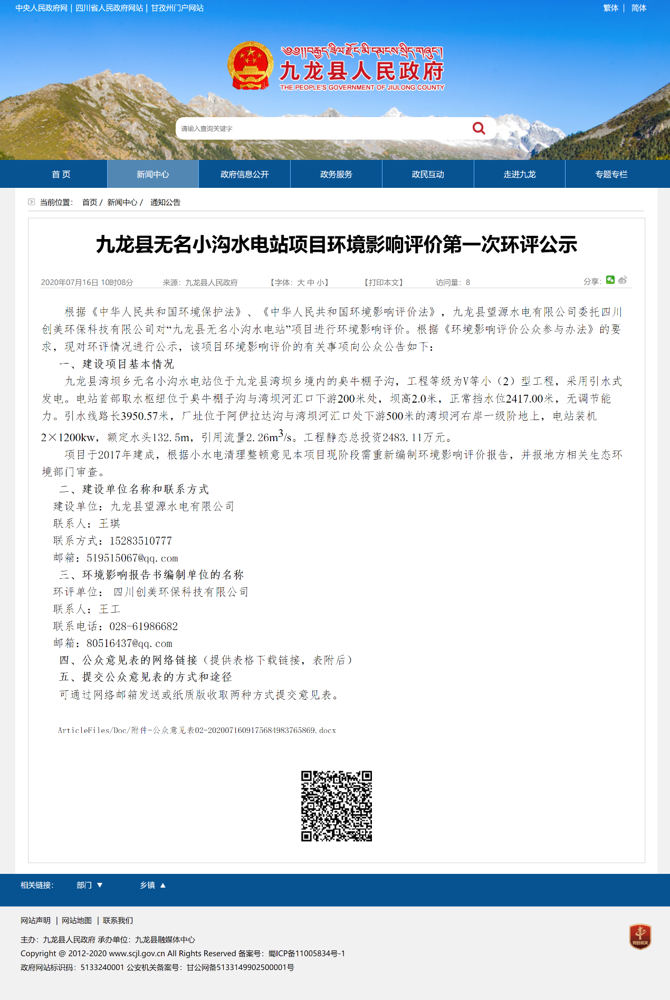 中央人民政府网 | 四川省人民政府网站 | 甘孜州门户网站
繁体 | 简体
༄༅།།བརྒྱད་ཟིལ་རྫོང་མི་དམངས་སྲིད་གཞུང་།
九龙县人民政府
THE PEOPLE'S GOVERNMENT OF JIULONG COUNTY
请输入查询关键字
首 页 新闻中心 政府信息公开 政务服务 政民互动 走进九龙 专题专栏
当前位置： 首页 / 新闻中心 / 通知公告
九龙县无名小沟水电站项目环境影响评价第一次环评公示
2020年07月16日 10时08分 来源：九龙县人民政府 【字体：大 中 小】 【打印本文】 访问量：8 分享：
根据《中华人民共和国环境保护法》、《中华人民共和国环境影响评价法》，九龙县望源水电有限公司委托四川
创美环保科技有限公司对“九龙县无名小沟水电站”项目进行环境影响评价。根据《环境影响评价公众参与办法》的要
求，现对环评情况进行公示，该项目环境影响评价的有关事项向公众公告如下：
一、建设项目基本情况
九龙县湾坝乡无名小沟水电站位于九龙县湾坝乡境内的臭牛棚子沟，工程等级为V等小（2）型工程，采用引水式
发电。电站首部取水枢纽位于臭牛棚子沟与湾坝河汇口下游200米处，坝高2.0米，正常挡水位2417.00米，无调节能
力。引水线路长3950.57米，厂址位于阿伊拉达沟与湾坝河汇口处下游500米的湾坝河右岸一级阶地上，电站装机
2×1200kw，额定水头132.5m，引用流量2.26m³/s。工程静态总投资2483.11万元。
项目于2017年建成，根据小水电清理整顿意见本项目现阶段需重新编制环境影响评价报告，并报地方相关生态环
境部门审查。
二、建设单位名称和联系方式
建设单位：九龙县望源水电有限公司
联系人：王琪
联系方式：15283510777
邮箱：519515067@qq.com
三、环境影响报告书编制单位的名称
环评单位： 四川创美环保科技有限公司
联系人：王工
联系电话：028-61986682
邮箱：80516437@qq.com
四、公众意见表的网络链接（提供表格下载链接，表附后）
五、提交公众意见表的方式和途径
可通过网络邮箱发送或纸质版收取两种方式提交意见表。
ArticleFiles/Doc/附件-公众意见表02-2020071609175684983765869.docx
相关链接： 部门 ▼ 乡镇 ▲
网站声明 | 网站地图 | 联系我们
主办：九龙县人民政府 承办单位：九龙县融媒体中心
Copyright @ 2012-2020 www.scjl.gov.cn All Rights Reserved 备案号：蜀ICP备11005834号-1
政府网站标识码：5133240001 公安机关备案号：甘公网备5133149902500001号
党政机关